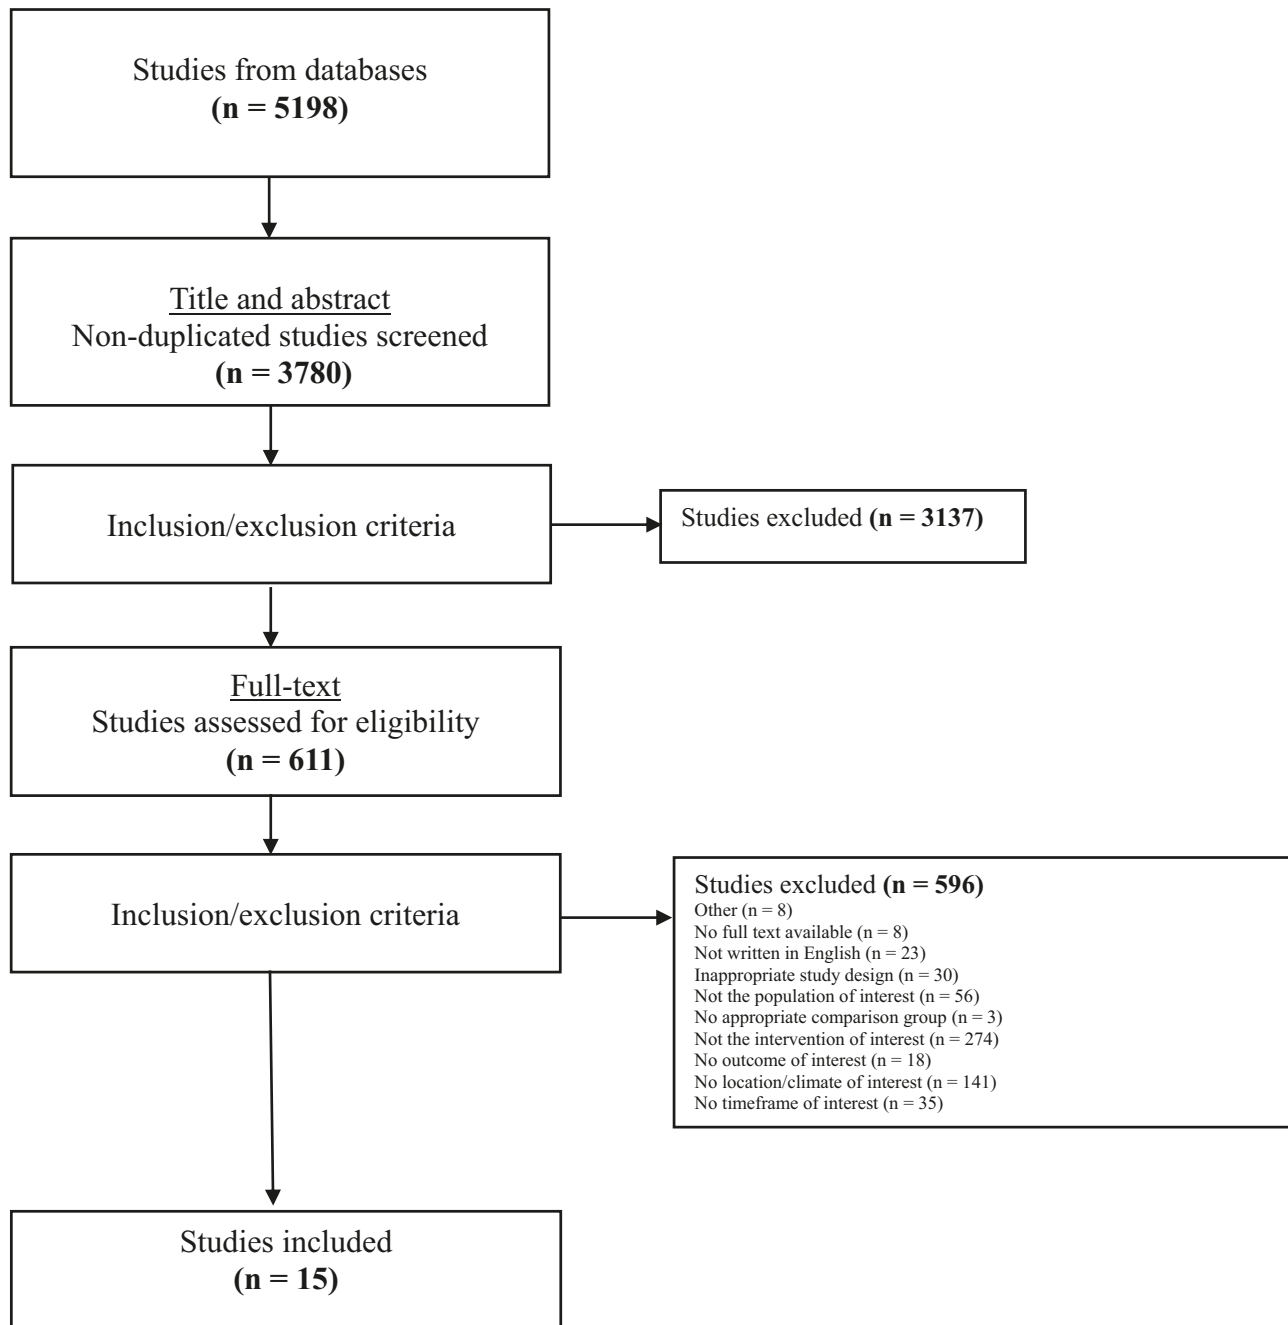 Studies from databases
(n = 5198)
Title and abstract
Non-duplicated studies screened
(n = 3780)
Inclusion/exclusion criteria
Studies excluded (n = 3137)
Full-text
Studies assessed for eligibility
(n = 611)
Inclusion/exclusion criteria
Studies excluded (n = 596)
Other (n = 8)
No full text available (n = 8)
Not written in English (n = 23)
Inappropriate study design (n = 30)
Not the population of interest (n = 56)
No appropriate comparison group (n = 3)
Not the intervention of interest (n = 274)
No outcome of interest (n = 18)
No location/climate of interest (n = 141)
No timeframe of interest (n = 35)
Studies included
(n = 15)